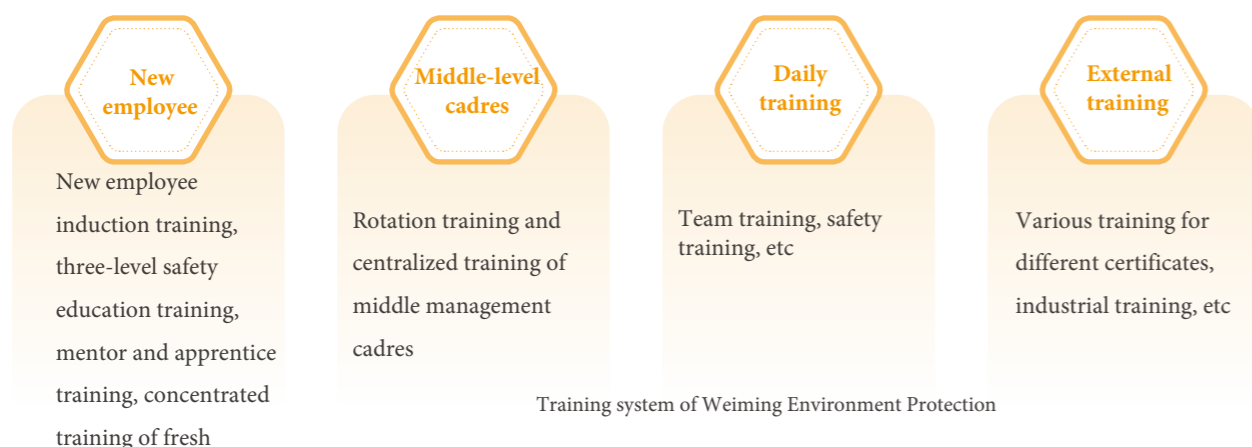 New
employee
New employee
induction training,
three-level safety
education training,
mentor and apprentice
training, concentrated
training of fresh
Middle-level
cadres
Rotation training and
centralized training of
middle management
cadres
Daily
training
Team training, safety
training, etc
External
training
Various training for
different certificates,
industrial training, etc
Training system of Weiming Environment Protection